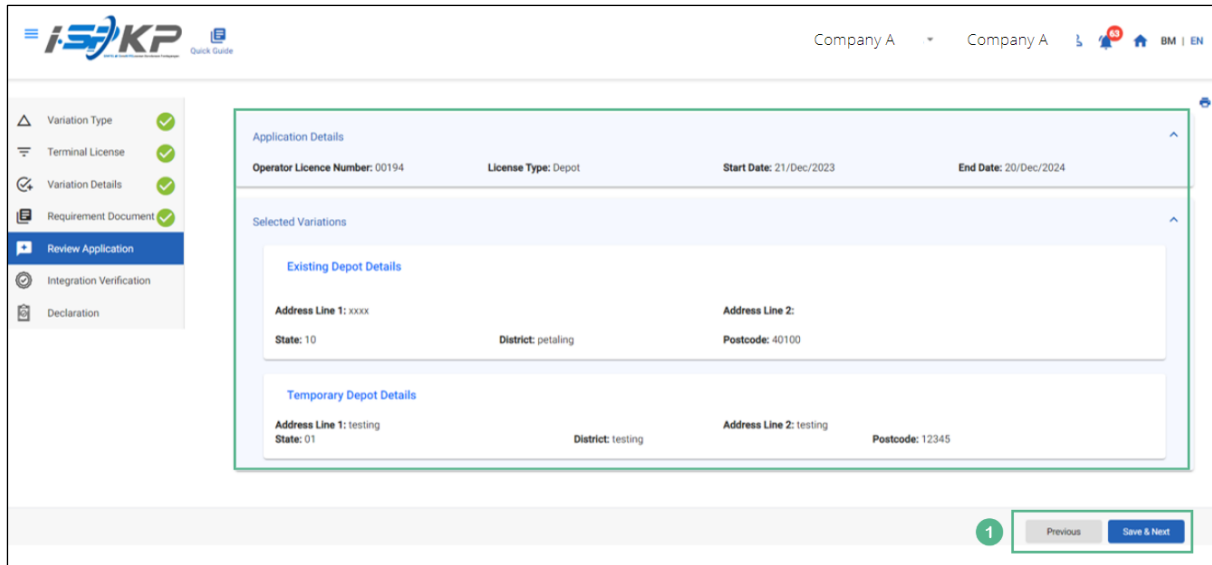 i-SPKP
Quick Guide
Company A
Company A
63
BM | EN
Variation Type
Terminal License
Variation Details
Requirement Document
Review Application
Integration Verification
Declaration
Application Details
Operator Licence Number: 00194 License Type: Depot Start Date: 21/Dec/2023 End Date: 20/Dec/2024
Selected Variations
Existing Depot Details
Address Line 1: xxxx Address Line 2:
State: 10 District: petaling Postcode: 40100
Temporary Depot Details
Address Line 1: testing Address Line 2: testing
State: 01 District: testing Postcode: 12345
1
Previous Save & Next